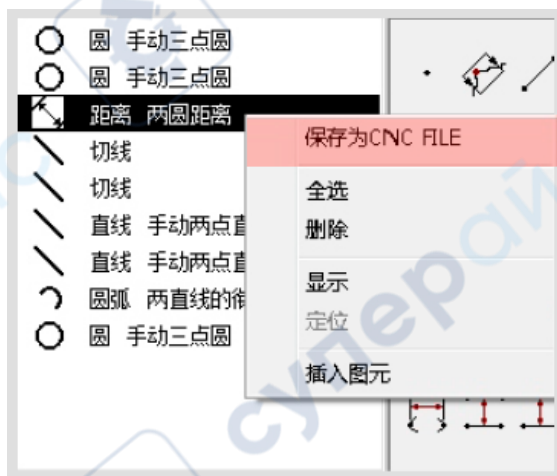 圆 手动三点圆
圆 手动三点圆
距离 两圆距离
切线
切线
直线 手动两点直
直线 手动两点直
圆弧 两直线的
圆 手动三点圆
保存为CNC FILE
全选
删除
显示
定位
插入图元
супер